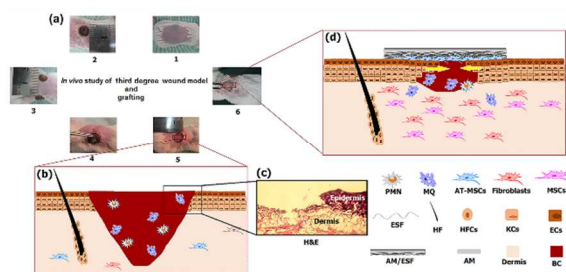 (a)
2
1
In vivo study of third degree wound model
and
grafting
3
6
4
5
(b)
(c)
Epidermis
Dermis
H&E
(d)
PMN
MQ
AT-MSCs
Fibroblasts
MSCs
ESF
HF
HFCs
KCs
ECs
AM/ESF
AM
Dermis
BC